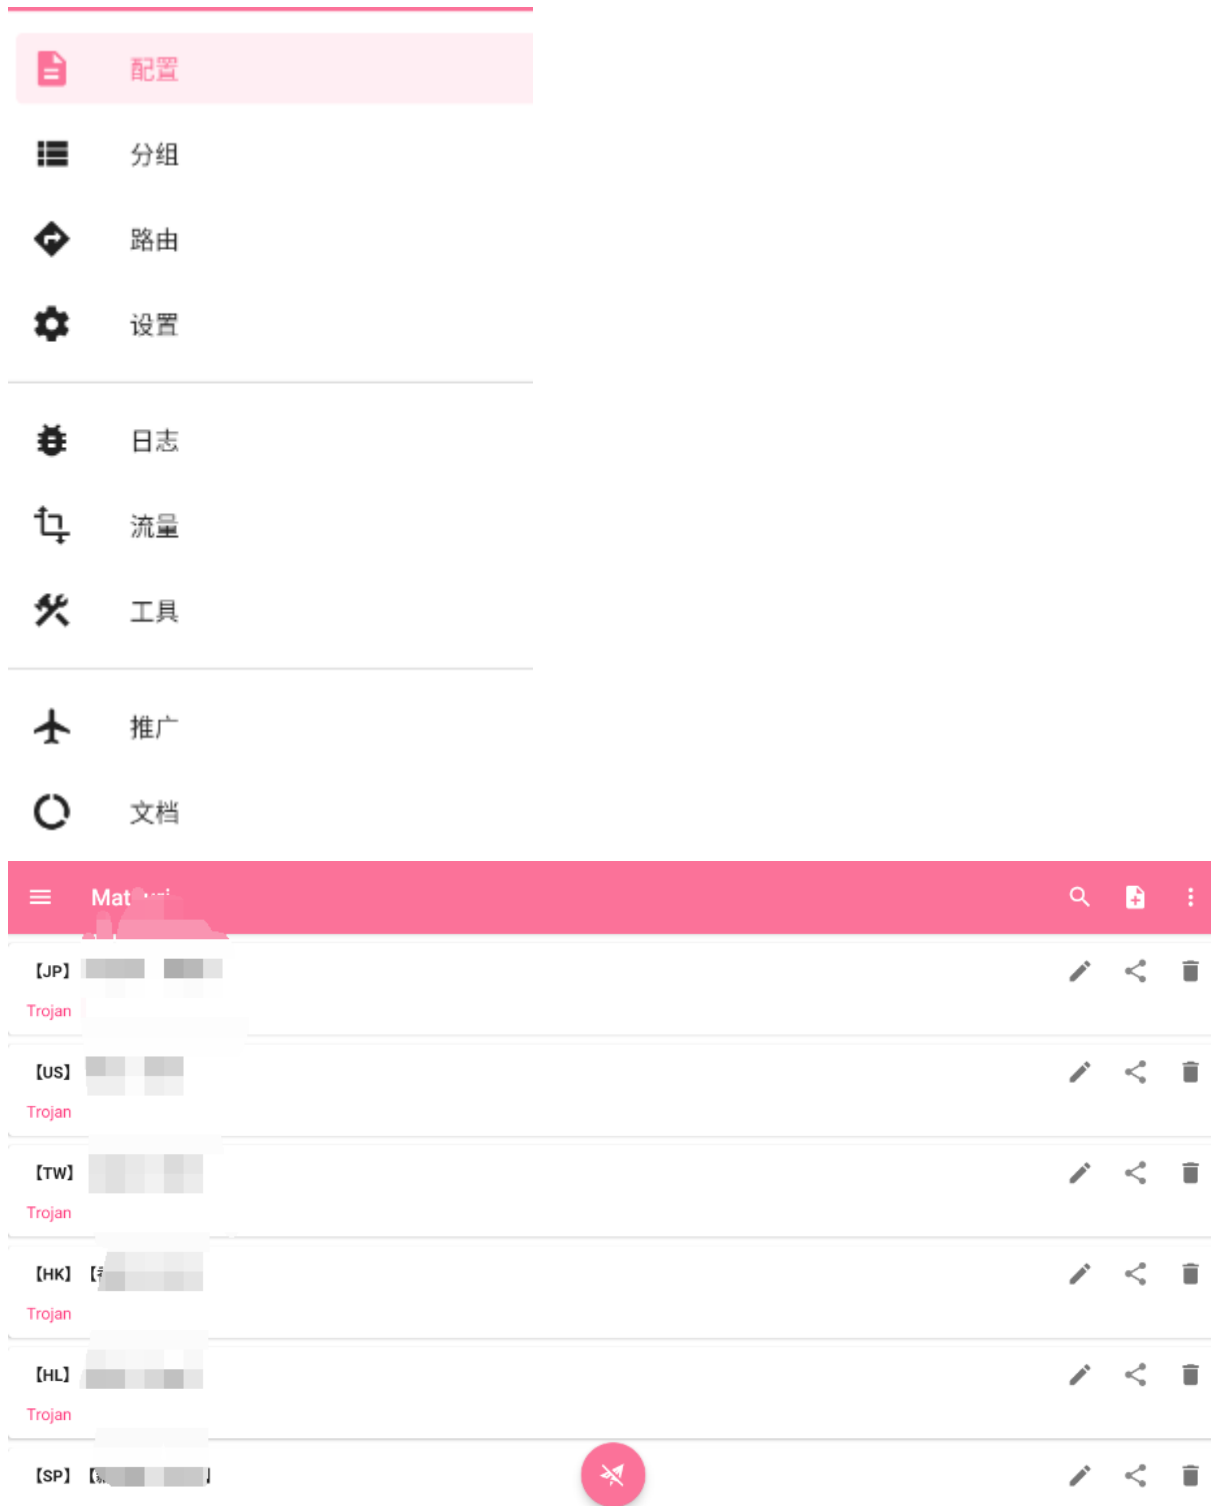 配置
分组
路由
设置
日志
流量
工具
推广
文档
【JP】
Trojan
【US】
Trojan
【TW】
Trojan
【HK】
Trojan
【HL】
Trojan
【SP】